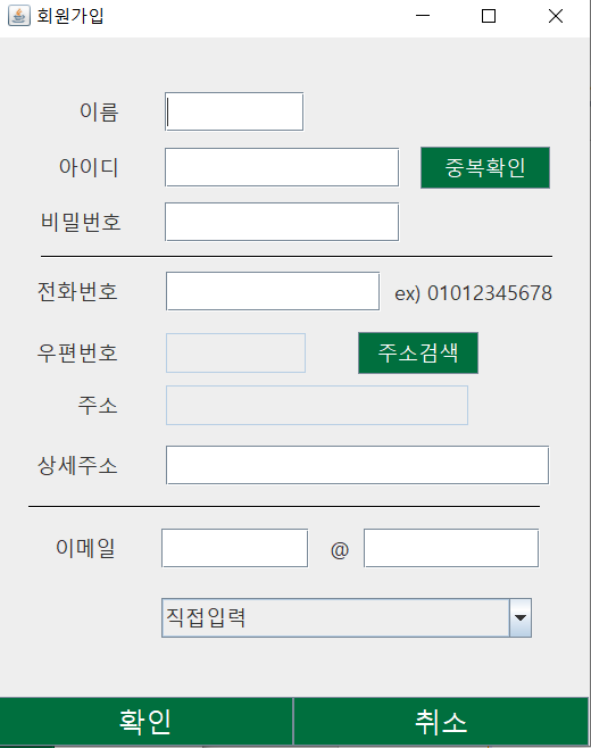 회원가입
이름
아이디 중복확인
비밀번호
전화번호 ex) 01012345678
우편번호 주소검색
주소
상세주소
이메일 @
직접입력
확인 취소